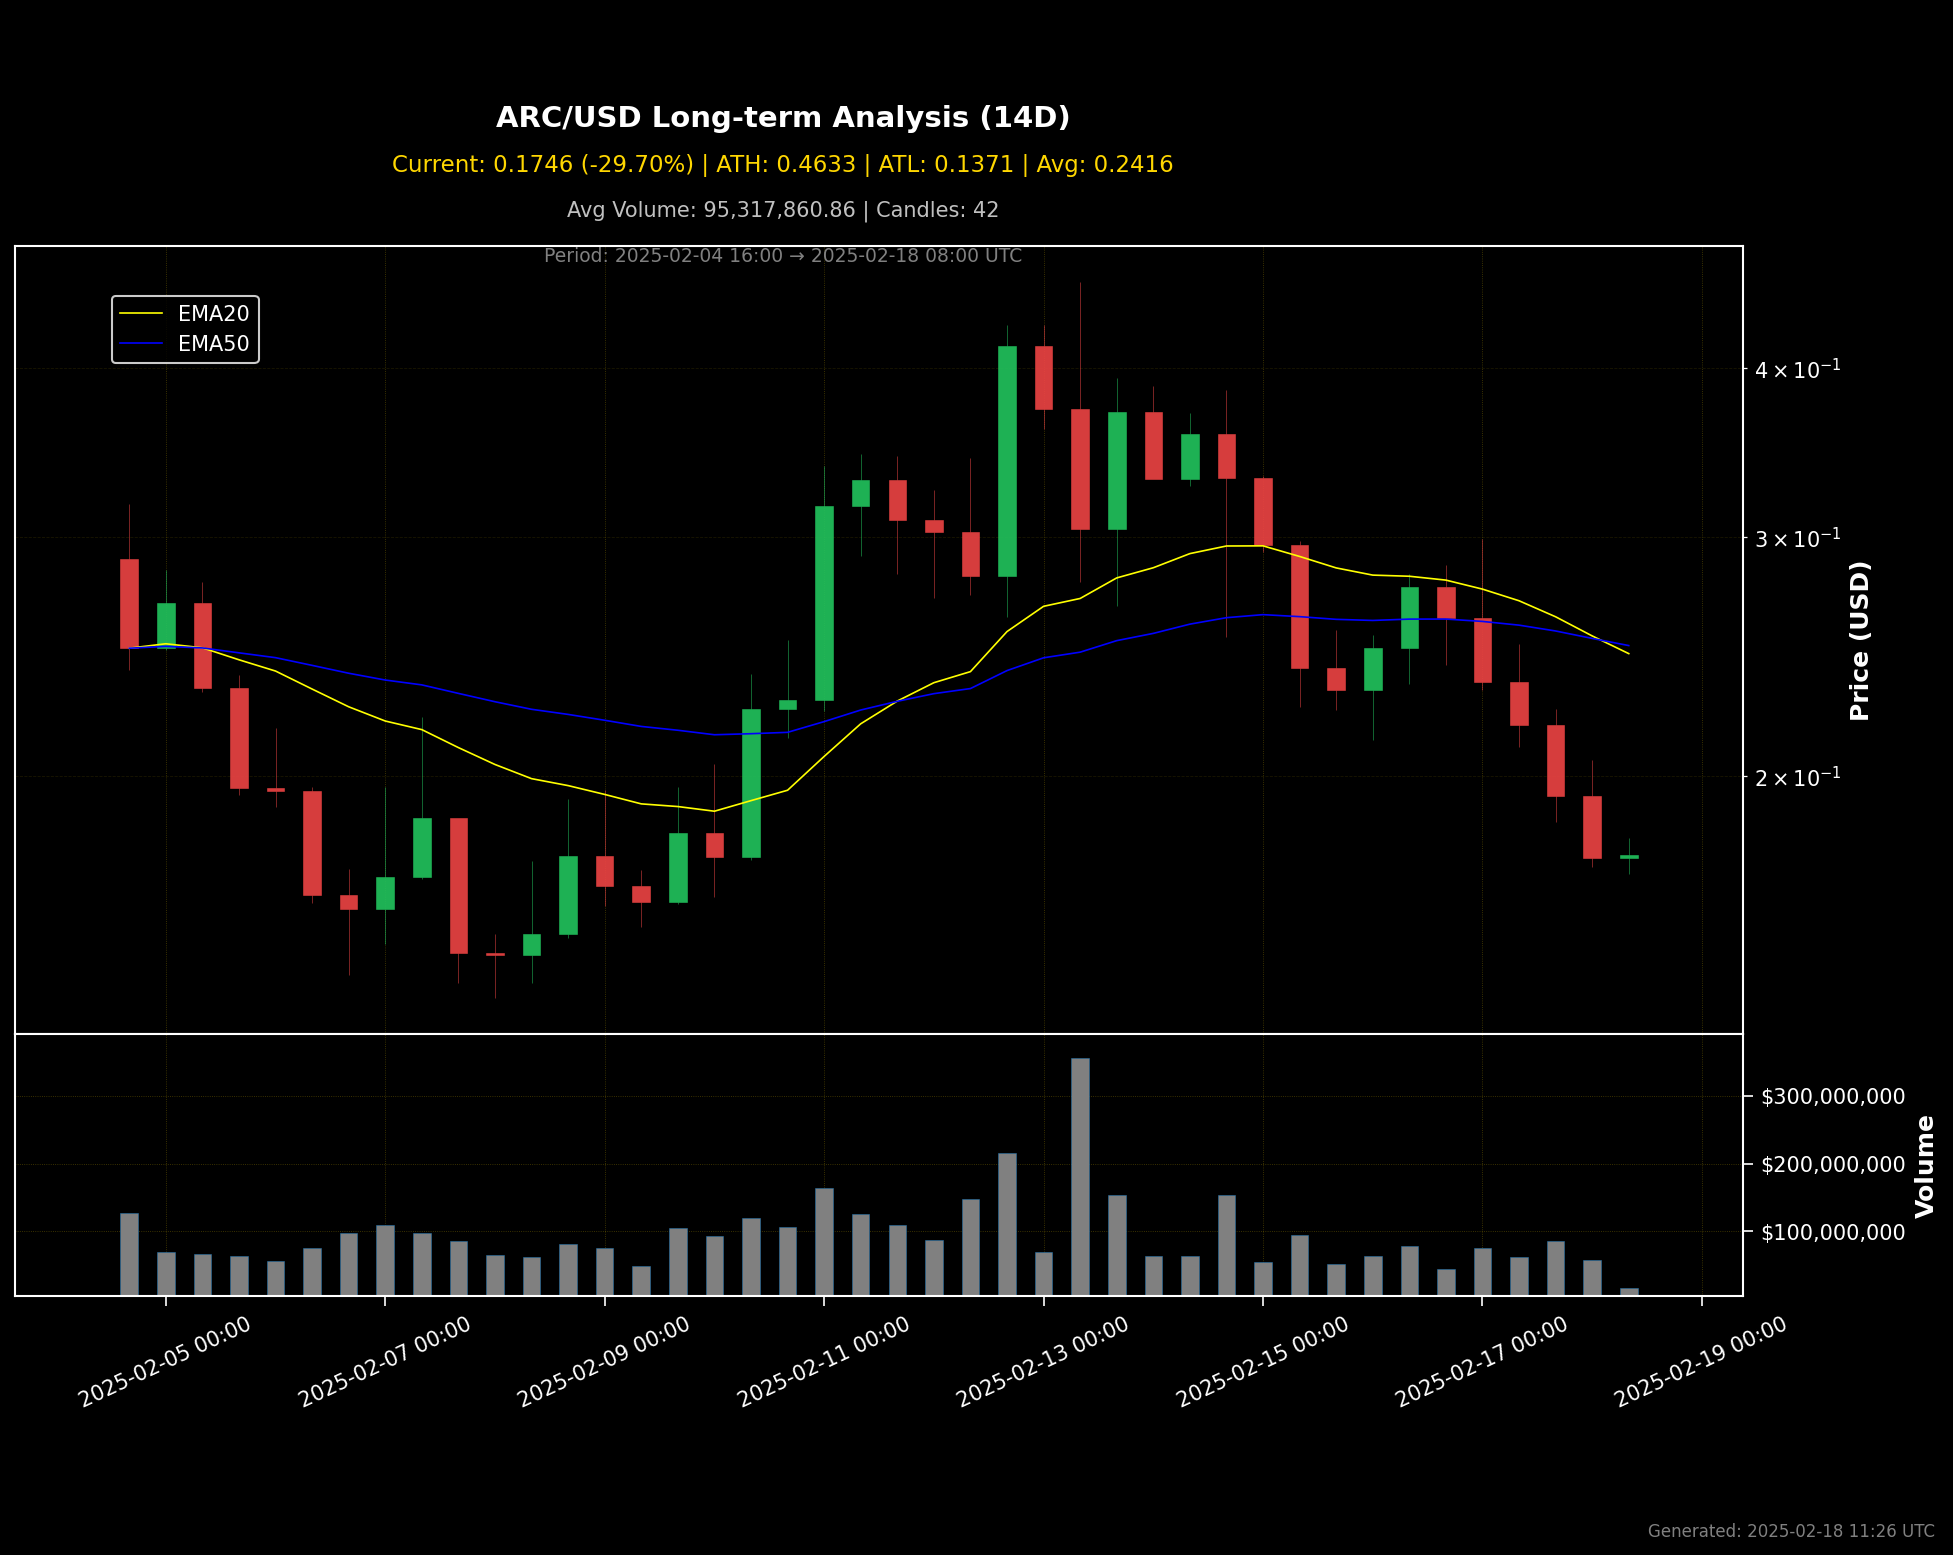 ARC/USD Long-term Analysis (14D)
Current: 0.1746 (-29.70%) | ATH: 0.4633 | ATL: 0.1371 | Avg: 0.2416
Avg Volume: 95,317,860.86 | Candles: 42
Period: 2025-02-04 16:00 → 2025-02-18 08:00 UTC
EMA20
EMA50
4 × 10⁻¹
3 × 10⁻¹
2 × 10⁻¹
Price (USD)
$300,000,000
$200,000,000
$100,000,000
Volume
2025-02-05 00:00
2025-02-07 00:00
2025-02-09 00:00
2025-02-11 00:00
2025-02-13 00:00
2025-02-15 00:00
2025-02-17 00:00
2025-02-19 00:00
Generated: 2025-02-18 11:26 UTC